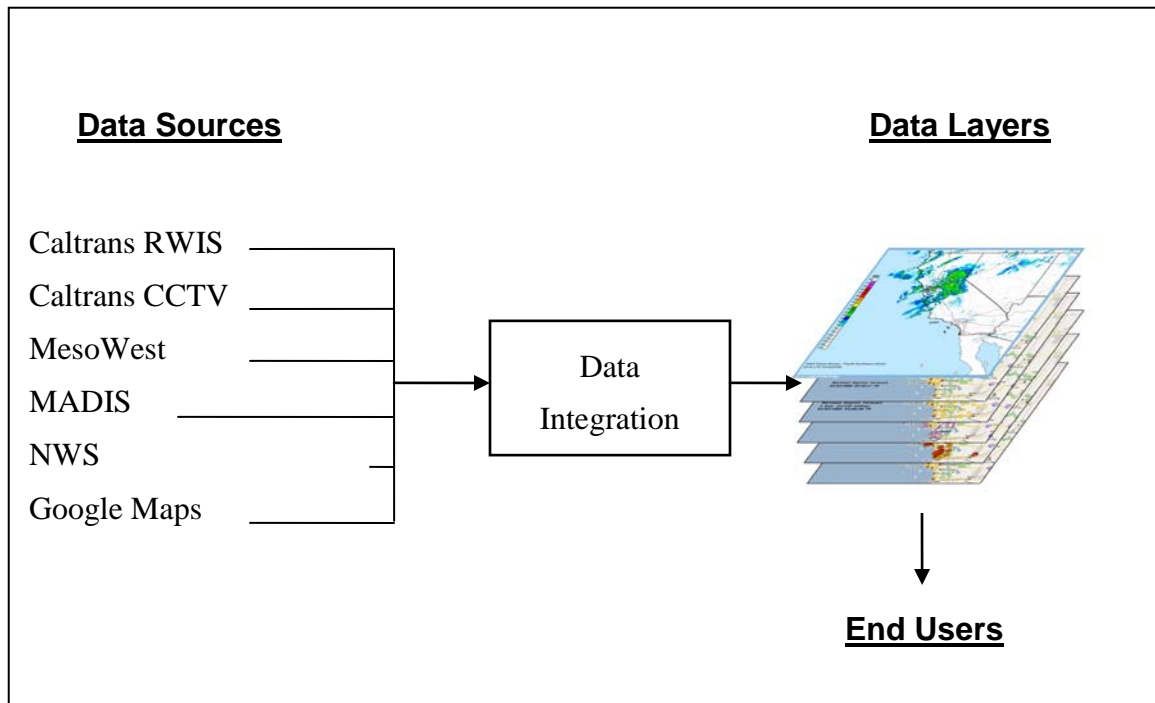 Data Sources
Data Layers
Caltrans RWIS
Caltrans CCTV
MesoWest
MADIS
NWS
Google Maps
Data
Integration
End Users